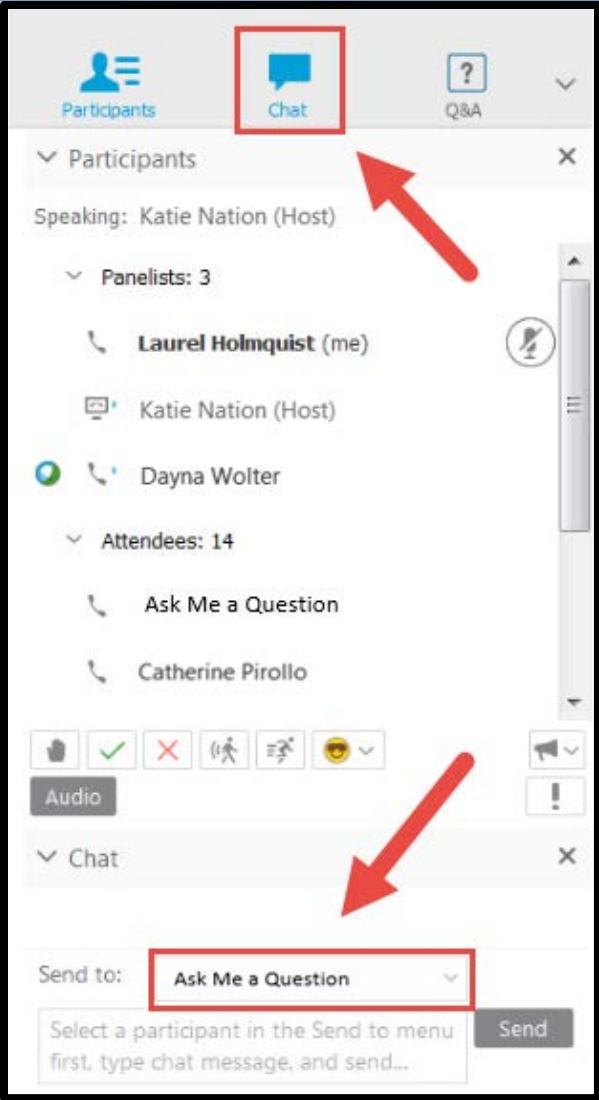 Participants
Chat
?
Q&A
Participants
Speaking: Katie Nation (Host)
Panelists: 3
Laurel Holmquist (me)
Katie Nation (Host)
Dayna Wolter
Attendees: 14
Ask Me a Question
Catherine Pirollo
Audio
!
Chat
Send to: Ask Me a Question
Select a participant in the Send to menu
first, type chat message, and send...
Send